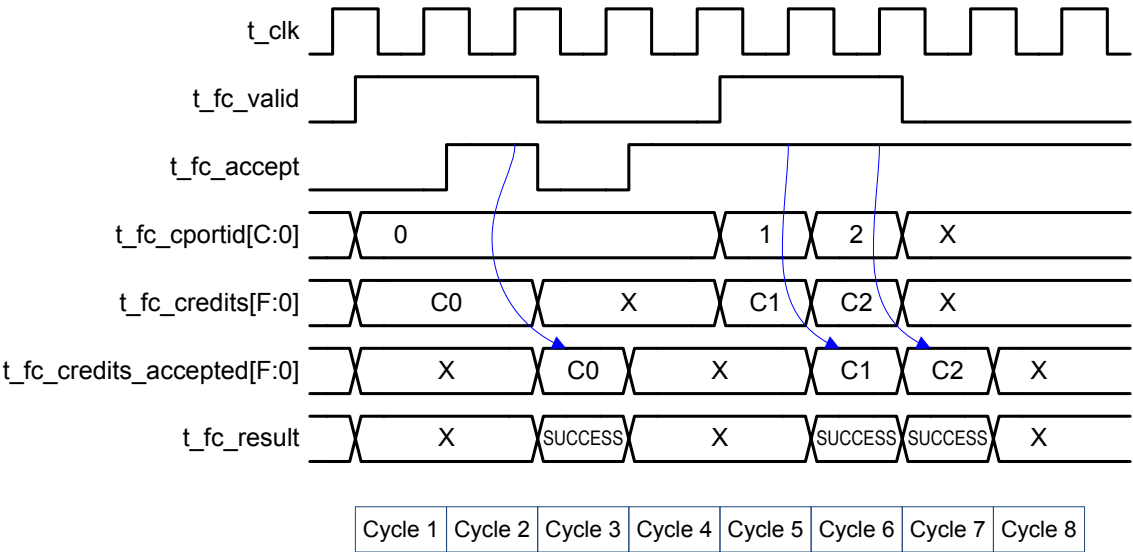 t_clk
t_fc_valid
t_fc_accept
t_fc_cportid[C:0] 0 1 2 X
t_fc_credits[F:0] C0 X C1 C2 X
t_fc_credits_accepted[F:0] X C0 X C1 C2 X
t_fc_result X SUCCESS X SUCCESS SUCCESS X
Cycle 1 Cycle 2 Cycle 3 Cycle 4 Cycle 5 Cycle 6 Cycle 7 Cycle 8